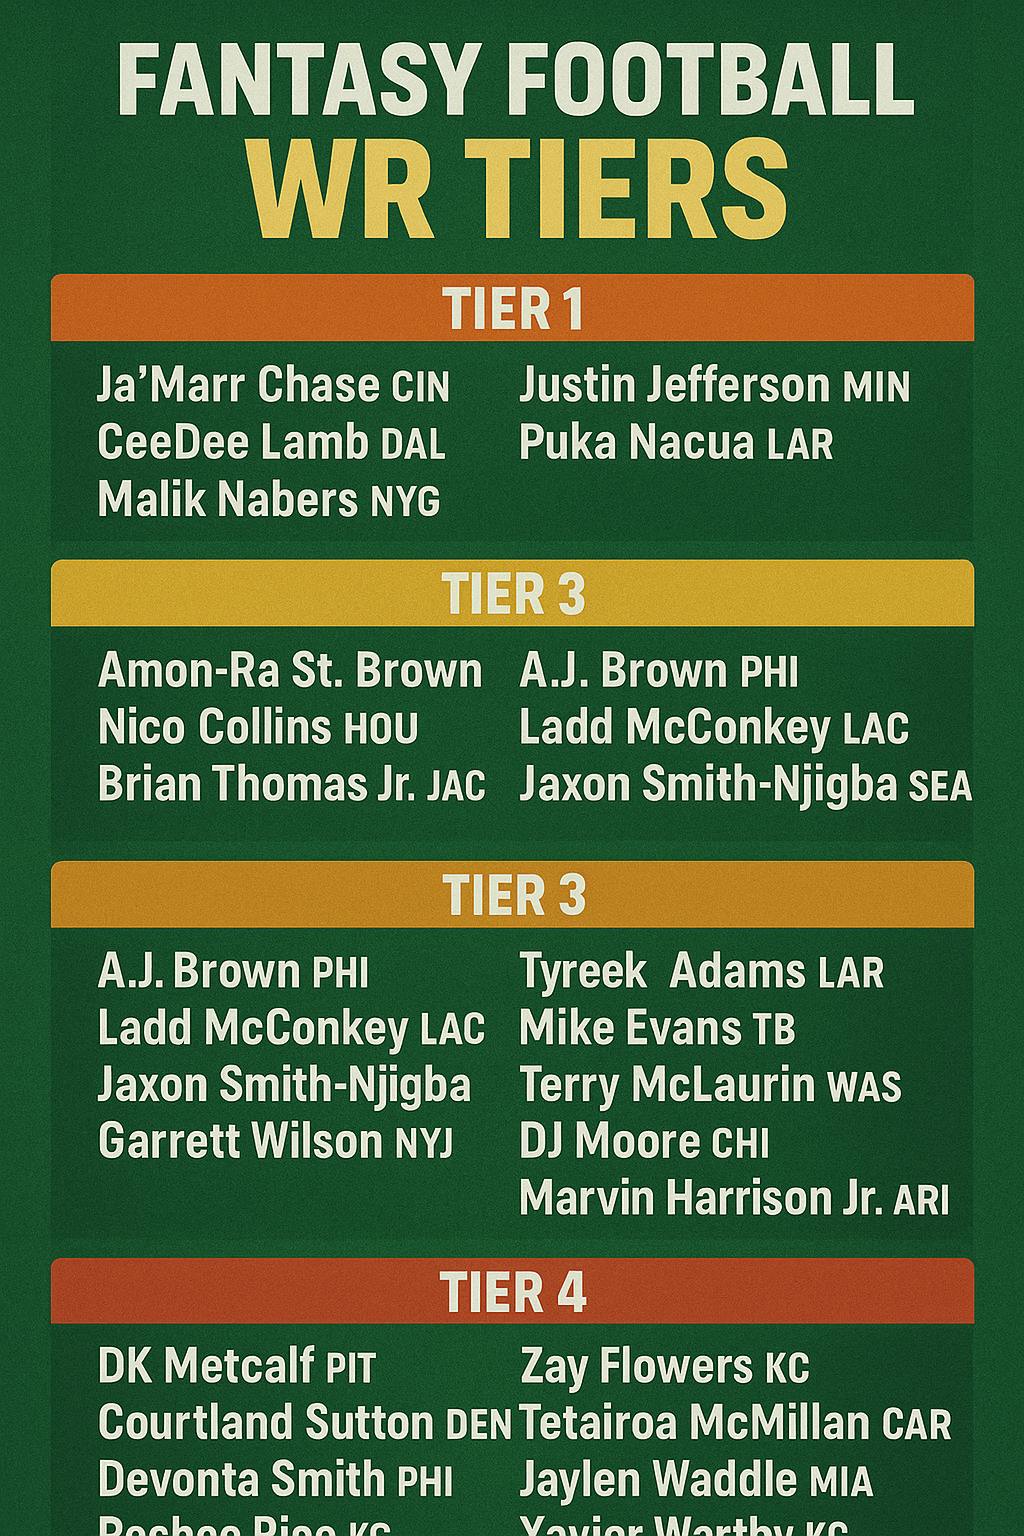 FANTASY FOOTBALL
WR TIERS
TIER 1
Ja’Marr Chase CIN
CeeDee Lamb DAL
Malik Nabers NYG
Justin Jefferson MIN
Puka Nacua LAR
TIER 3
Amon-Ra St. Brown
Nico Collins HOU
Brian Thomas Jr. JAC
A.J. Brown PHI
Ladd McConkey LAC
Jaxon Smith-Njigba SEA
TIER 3
A.J. Brown PHI
Ladd McConkey LAC
Jaxon Smith-Njigba
Garrett Wilson NYJ
Tyreek Adams LAR
Mike Evans TB
Terry McLaurin WAS
DJ Moore CHI
Marvin Harrison Jr. ARI
TIER 4
DK Metcalf PIT
Courtland Sutton DEN
Devonta Smith PHI
Zay Flowers KC
Tetairoa McMillan CAR
Jaylen Waddle MIA